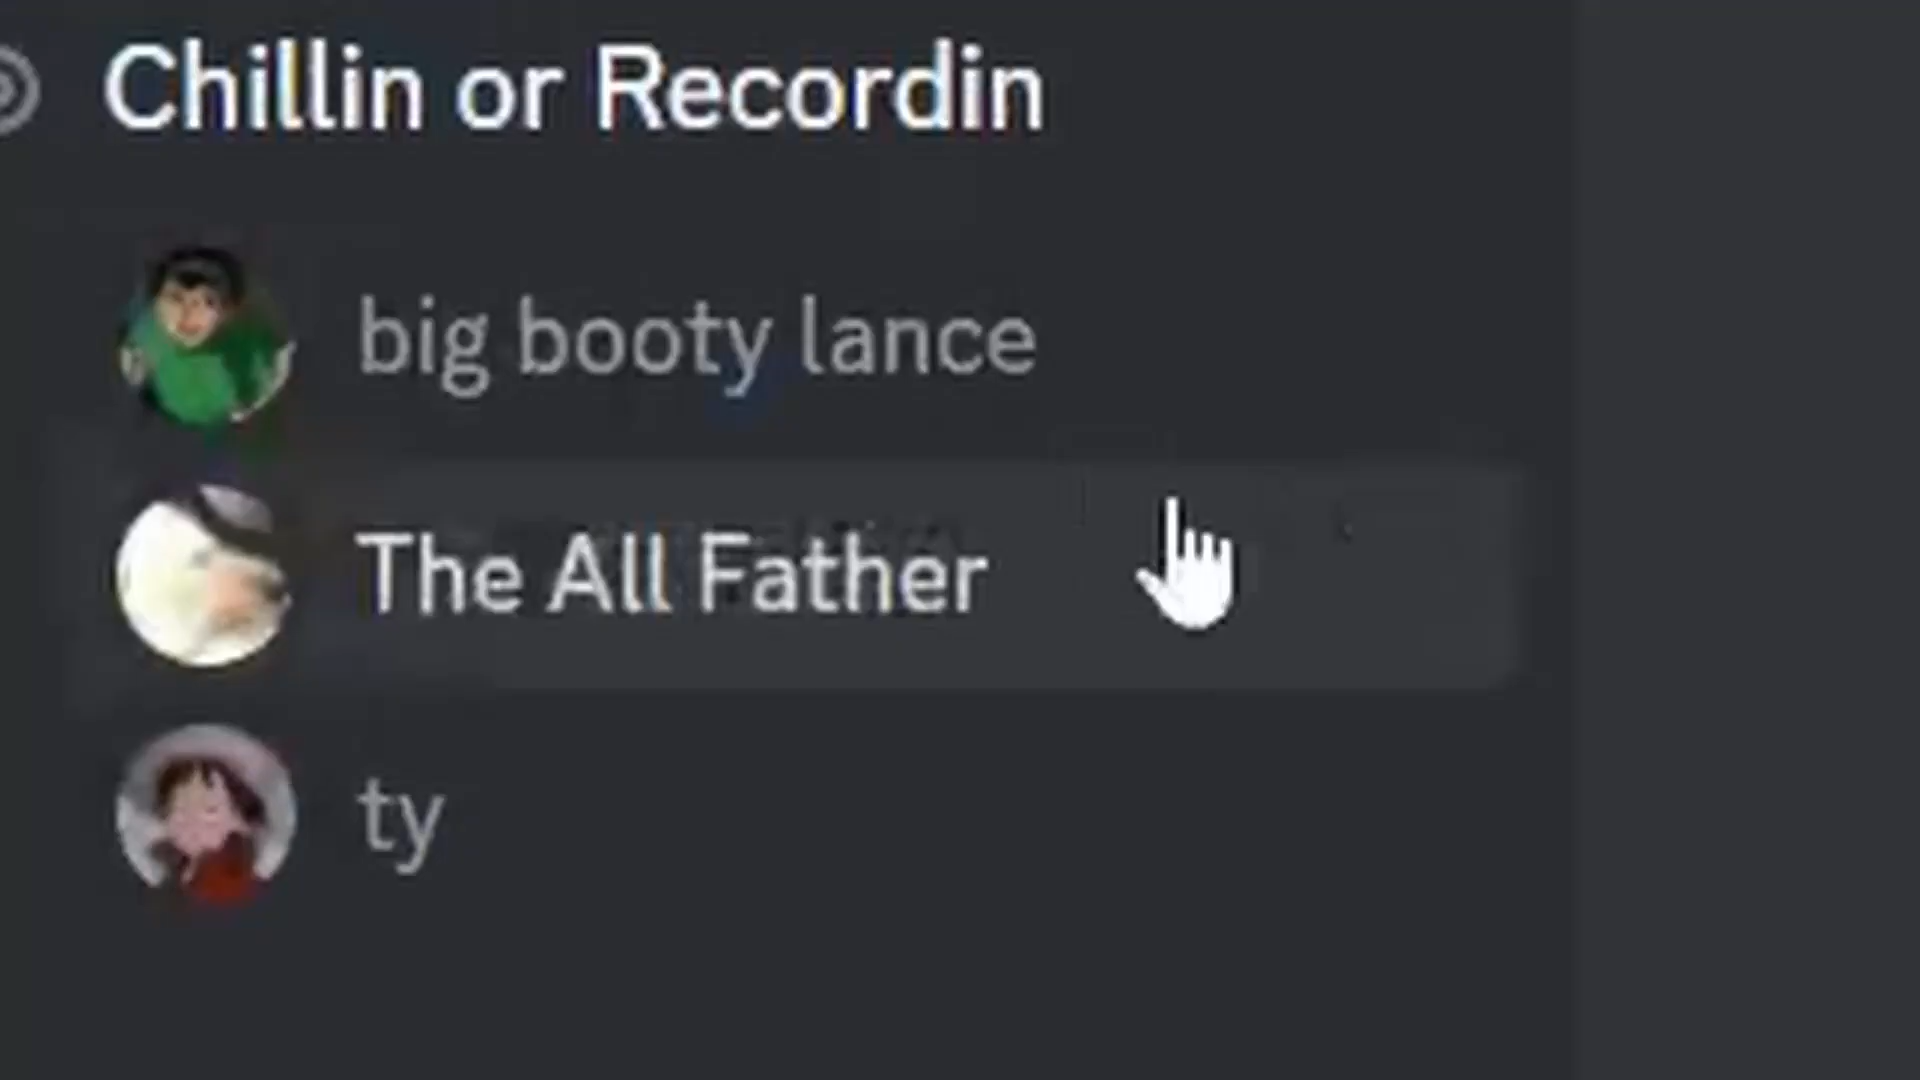 Chillin or Recordin
big booty lance
The All Father
ty